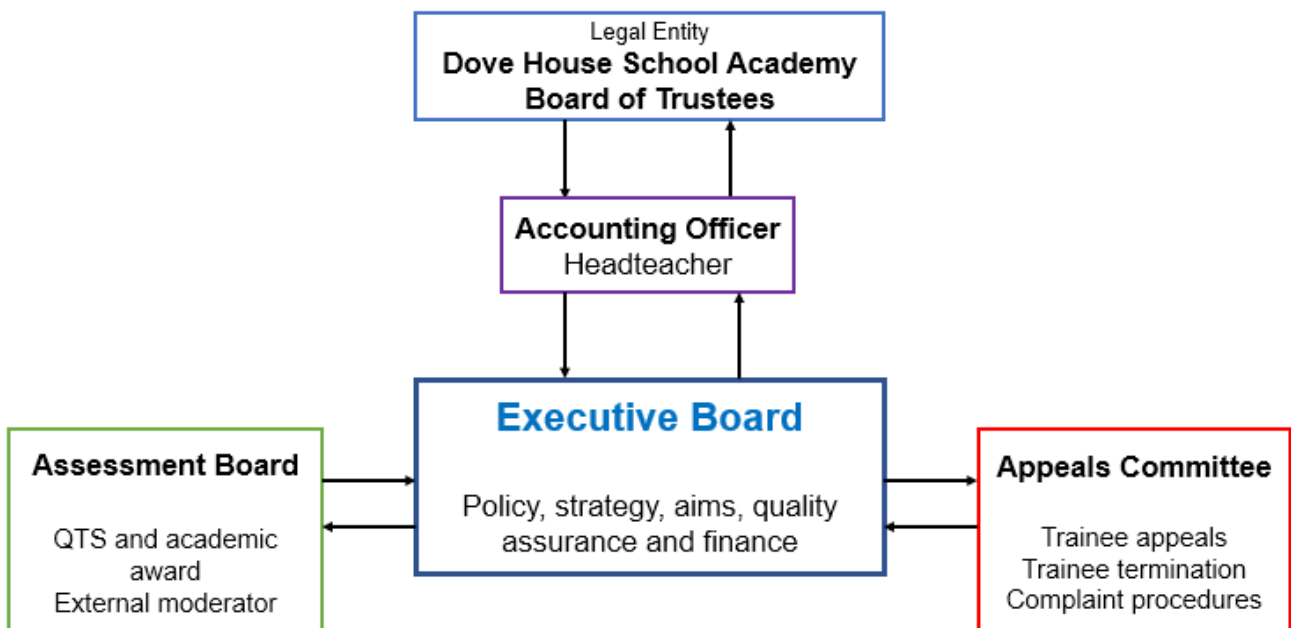 Legal Entity
Dove House School Academy
Board of Trustees
Accounting Officer
Headteacher
Executive Board
Policy, strategy, aims, quality
assurance and finance
Assessment Board
QTS and academic
award
External moderator
Appeals Committee
Trainee appeals
Trainee termination
Complaint procedures